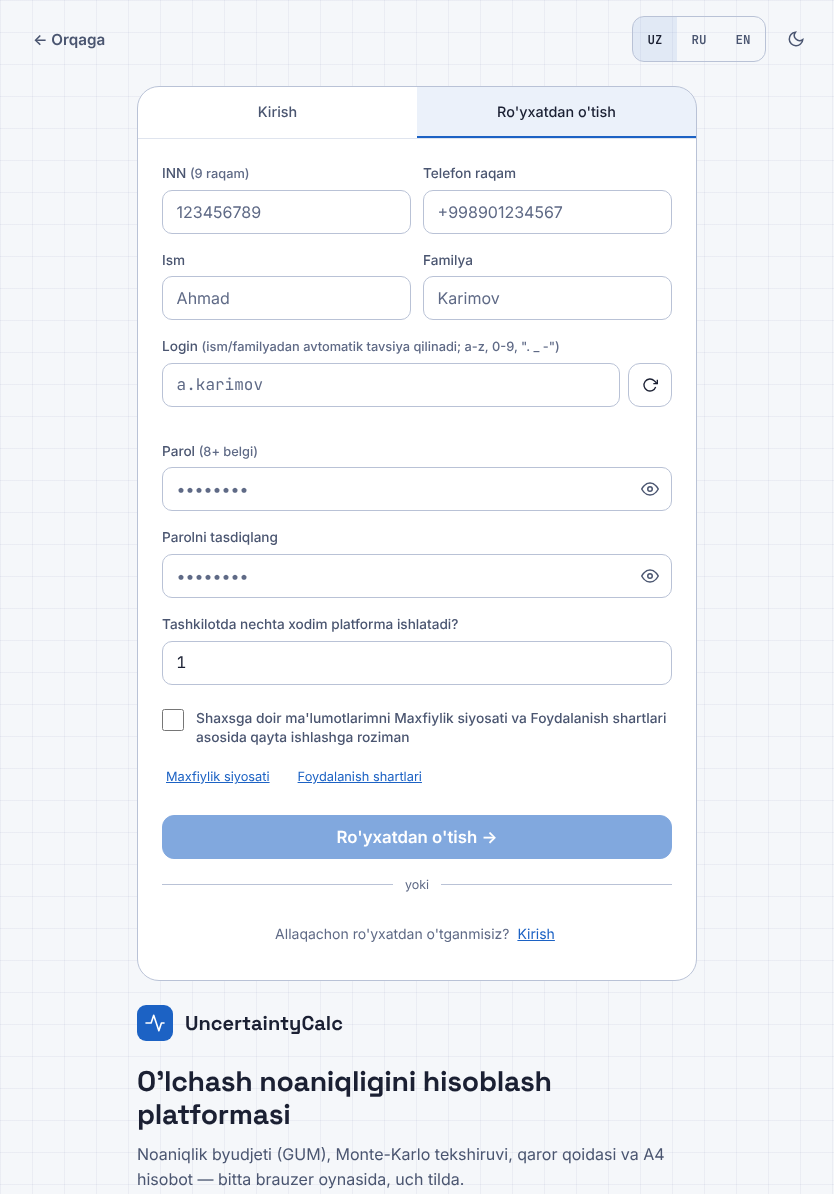 ← Orqaga
UZ RU EN
Kirish
Ro'yxatdan o'tish
INN (9 raqam)
Telefon raqam
123456789
+998901234567
Ism
Familya
Ahmad
Karimov
Login (ism/familyadan avtomatik tavsiya qilinadi; a-z, 0-9, ". _ -")
a.karimov
Parol (8+ belgi)
••••••••
Parolni tasdiqlang
••••••••
Tashkilotda nechta xodim platforma ishlatadi?
1
Shaxsga doir ma'lumotlarimni Maxfiylik siyosati va Foydalanish shartlari
asosida qayta ishlashga roziman
Maxfiylik siyosati
Foydalanish shartlari
Ro'yxatdan o'tish →
yoki
Allaqachon ro'yxatdan o'tganmisiz? Kirish
UncertaintyCalc
O’lchash noaniqligini hisoblash
platformasi
Noaniqlik byudjeti (GUM), Monte-Karlo tekshiruvi, qaror qoidasi va A4
hisobot — bitta brauzer oynasida, uch tilda.